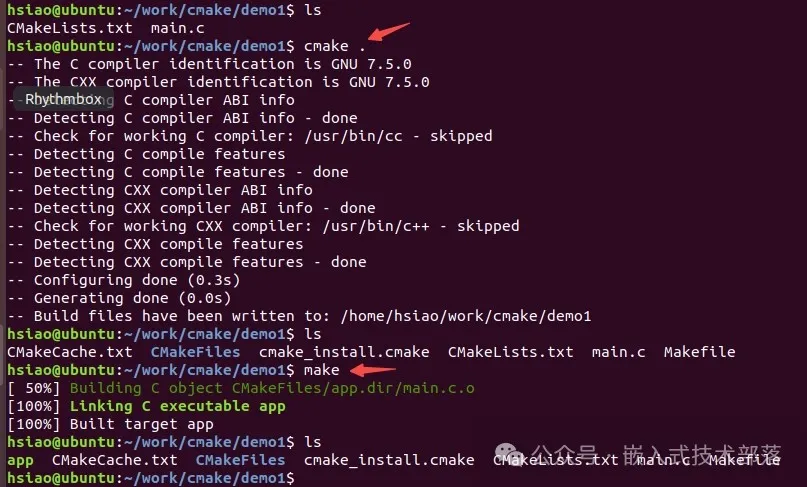 hsiao@ubuntu:~/work/cmake/demo1$ ls
CMakeLists.txt  main.c
hsiao@ubuntu:~/work/cmake/demo1$ cmake .
-- The C compiler identification is GNU 7.5.0
-- The CXX compiler identification is GNU 7.5.0
-- Detecting C compiler ABI info
Rhythmbox
-- Detecting C compiler ABI info - done
-- Check for working C compiler: /usr/bin/cc - skipped
-- Detecting C compile features
-- Detecting C compile features - done
-- Detecting CXX compiler ABI info
-- Detecting CXX compiler ABI info - done
-- Check for working CXX compiler: /usr/bin/c++ - skipped
-- Detecting CXX compile features
-- Detecting CXX compile features - done
-- Configuring done (0.3s)
-- Generating done (0.0s)
-- Build files have been written to: /home/hsiao/work/cmake/demo1
hsiao@ubuntu:~/work/cmake/demo1$ ls
CMakeCache.txt  CMakeFiles  cmake_install.cmake  CMakeLists.txt  main.c  Makefile
hsiao@ubuntu:~/work/cmake/demo1$ make
[ 50%] Building C object CMakeFiles/app.dir/main.c.o
[100%] Linking C executable app
[100%] Built target app
hsiao@ubuntu:~/work/cmake/demo1$ ls
app  CMakeCache.txt  CMakeFiles  cmake_install.cmake  CMakeLists.txt  main.c  Makefile
公众号 · 嵌入式技术部落
hsiao@ubuntu:~/work/cmake/demo1$